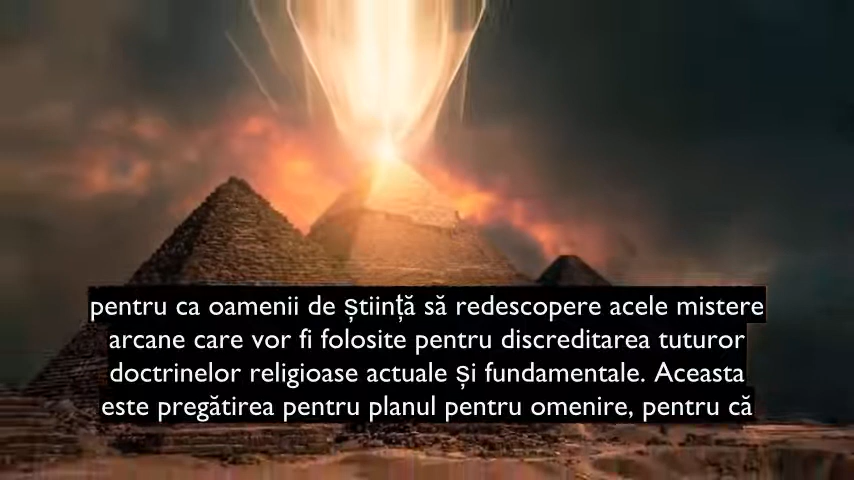 pentru ca oamenii de știință să redescopere acele mistere
arcane care vor fi folosite pentru discreditarea tuturor
doctrinelor religioase actuale și fundamentale. Aceasta
este pregătirea pentru planul pentru omenire, pentru că